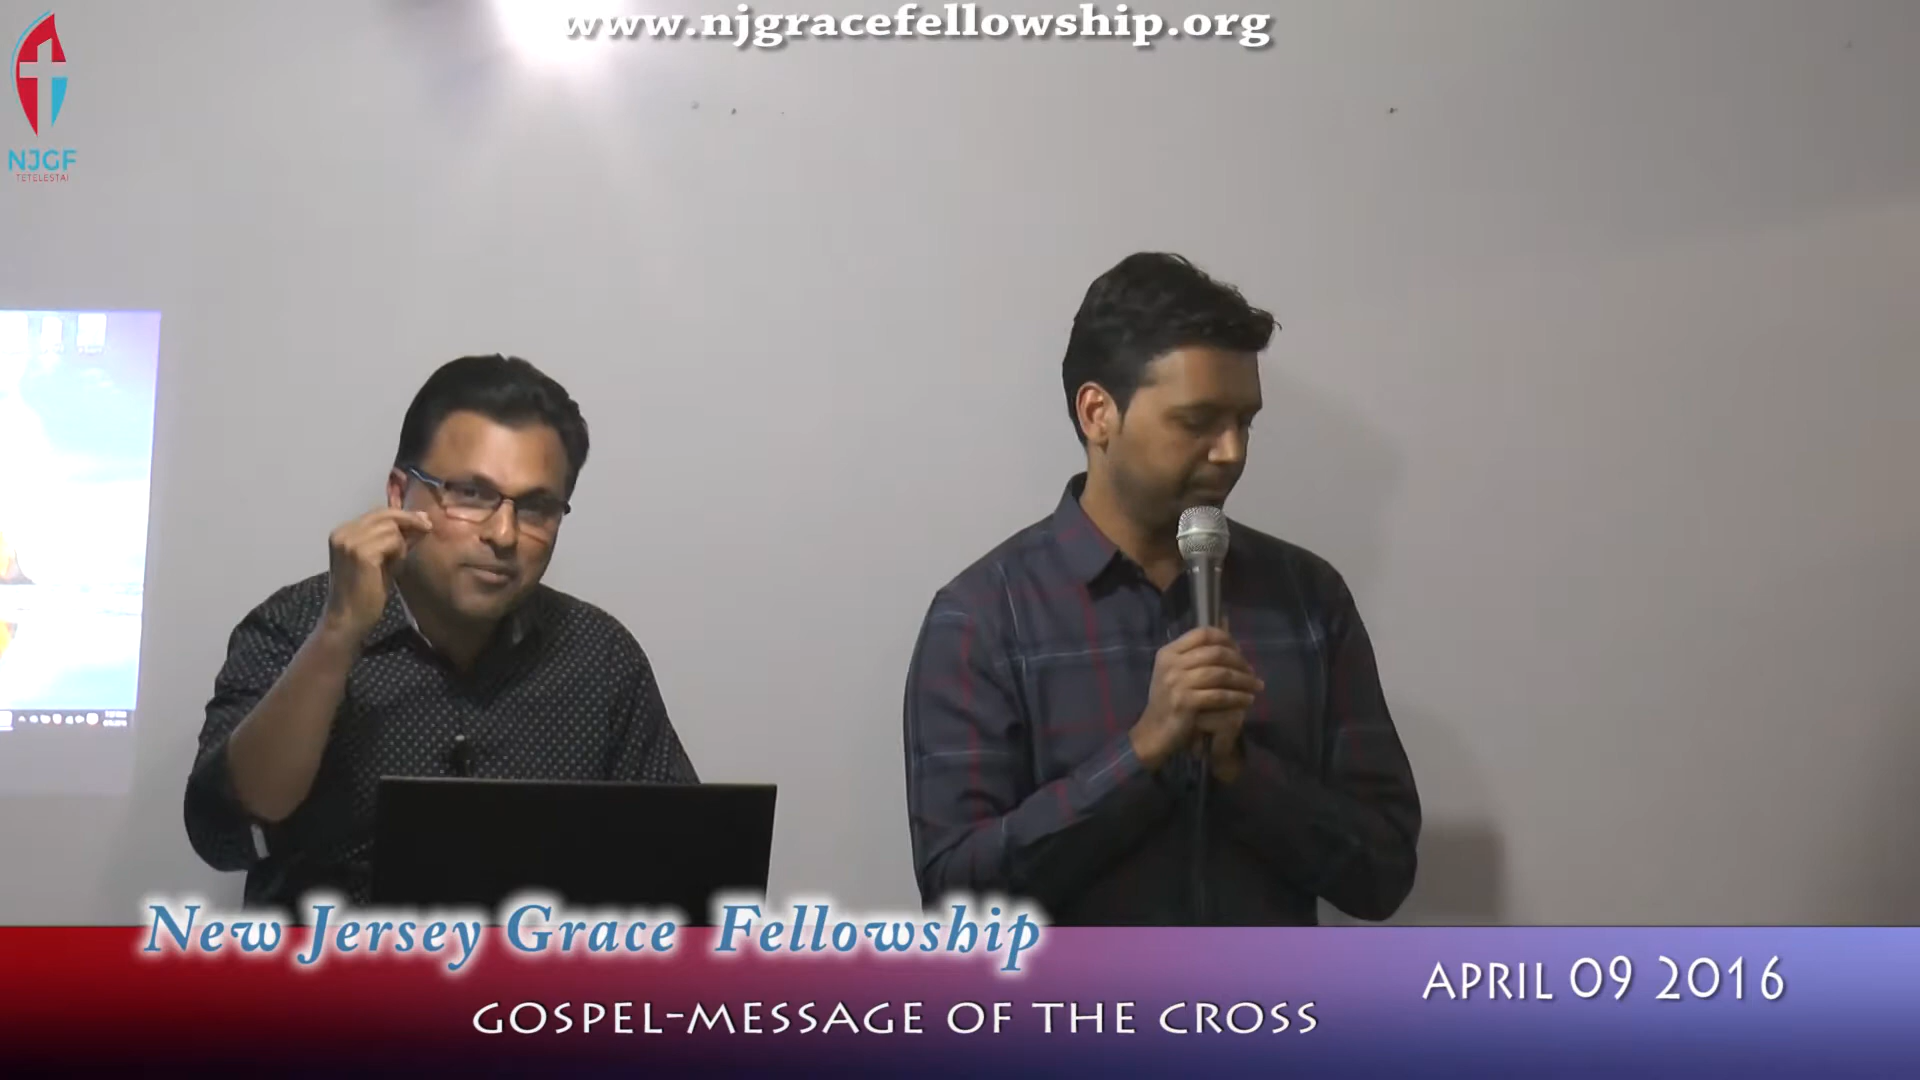 www.njgracefellowship.org
NJGF
TETELESTAI
New Jersey Grace Fellowship
APRIL 09 2016
GOSPEL-MESSAGE OF THE CROSS